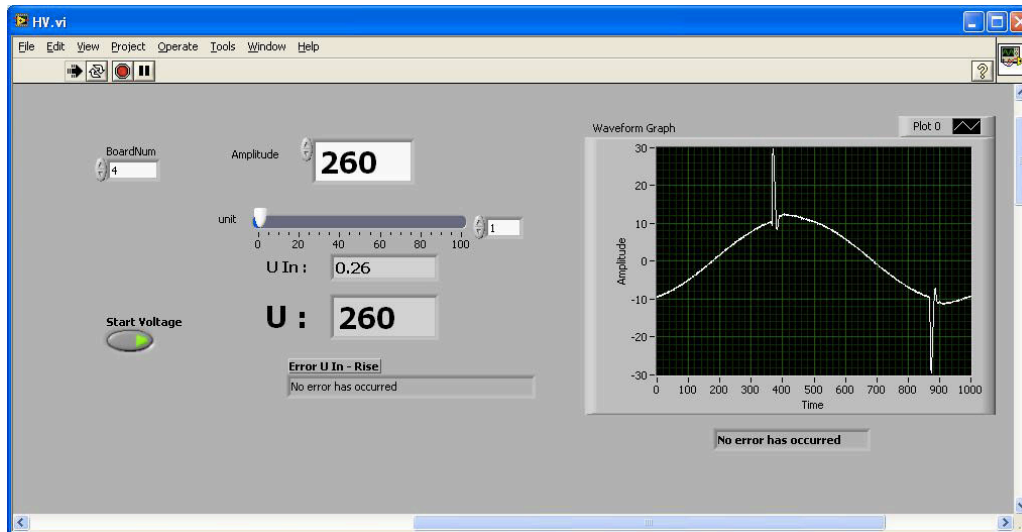 HV.vi
File Edit View Project Operate Tools Window Help
BoardNum
4
Amplitude
260
unit
0 20 40 60 80 100
1
U In :
0.26
U :
260
Start Voltage
Error U In - Rise
No error has occurred
Waveform Graph
Plot 0
Amplitude
30
20
10
0
-10
-20
-30
0 100 200 300 400 500 600 700 800 900 1000
Time
No error has occurred